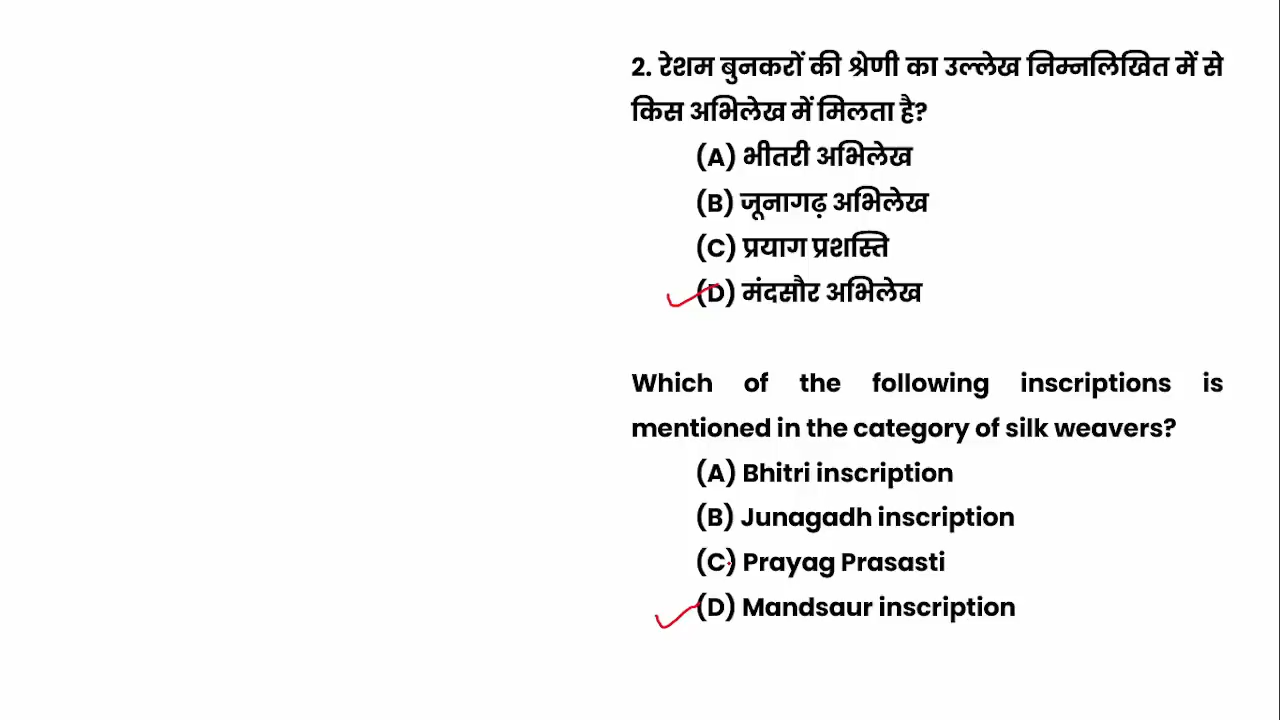 2. रेशम बुनकरों की श्रेणी का उल्लेख निम्नलिखित में से
किस अभिलेख में मिलता है?
(A) भीतरी अभिलेख
(B) जूनागढ़ अभिलेख
(C) प्रयाग प्रशस्ति
(D) मंदसौर अभिलेख
Which of the following inscriptions is
mentioned in the category of silk weavers?
(A) Bhitri inscription
(B) Junagadh inscription
(C) Prayag Prasasti
(D) Mandsaur inscription